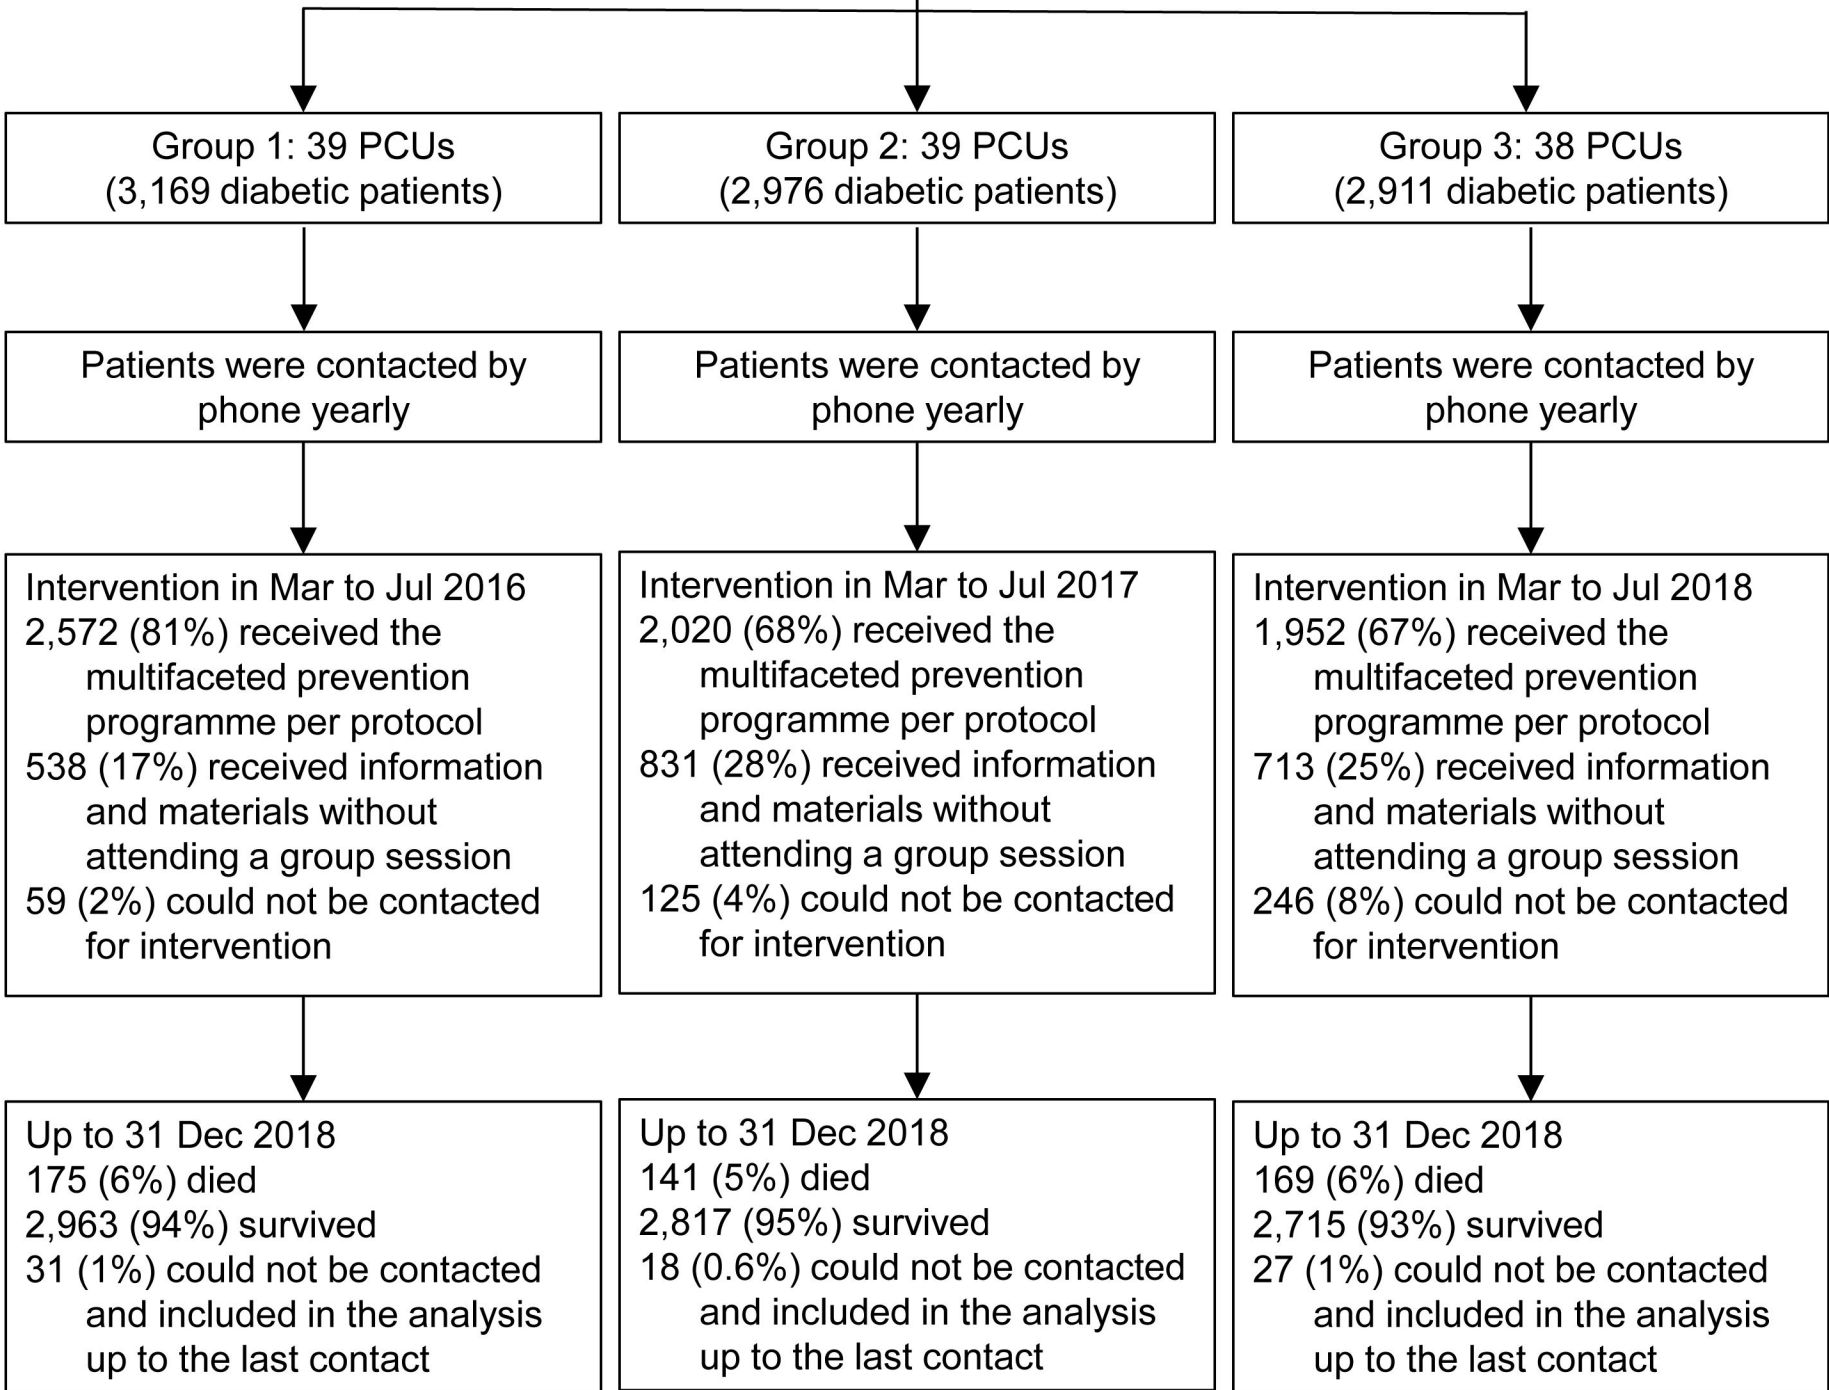 Group 1: 39 PCUs
(3,169 diabetic patients)
Group 2: 39 PCUs
(2,976 diabetic patients)
Group 3: 38 PCUs
(2,911 diabetic patients)
Patients were contacted by
phone yearly
Patients were contacted by
phone yearly
Patients were contacted by
phone yearly
Intervention in Mar to Jul 2016
2,572 (81%) received the
multifaceted prevention
programme per protocol
538 (17%) received information
and materials without
attending a group session
59 (2%) could not be contacted
for intervention
Intervention in Mar to Jul 2017
2,020 (68%) received the
multifaceted prevention
programme per protocol
831 (28%) received information
and materials without
attending a group session
125 (4%) could not be contacted
for intervention
Intervention in Mar to Jul 2018
1,952 (67%) received the
multifaceted prevention
programme per protocol
713 (25%) received information
and materials without
attending a group session
246 (8%) could not be contacted
for intervention
Up to 31 Dec 2018
175 (6%) died
2,963 (94%) survived
31 (1%) could not be contacted
and included in the analysis
up to the last contact
Up to 31 Dec 2018
141 (5%) died
2,817 (95%) survived
18 (0.6%) could not be contacted
and included in the analysis
up to the last contact
Up to 31 Dec 2018
169 (6%) died
2,715 (93%) survived
27 (1%) could not be contacted
and included in the analysis
up to the last contact